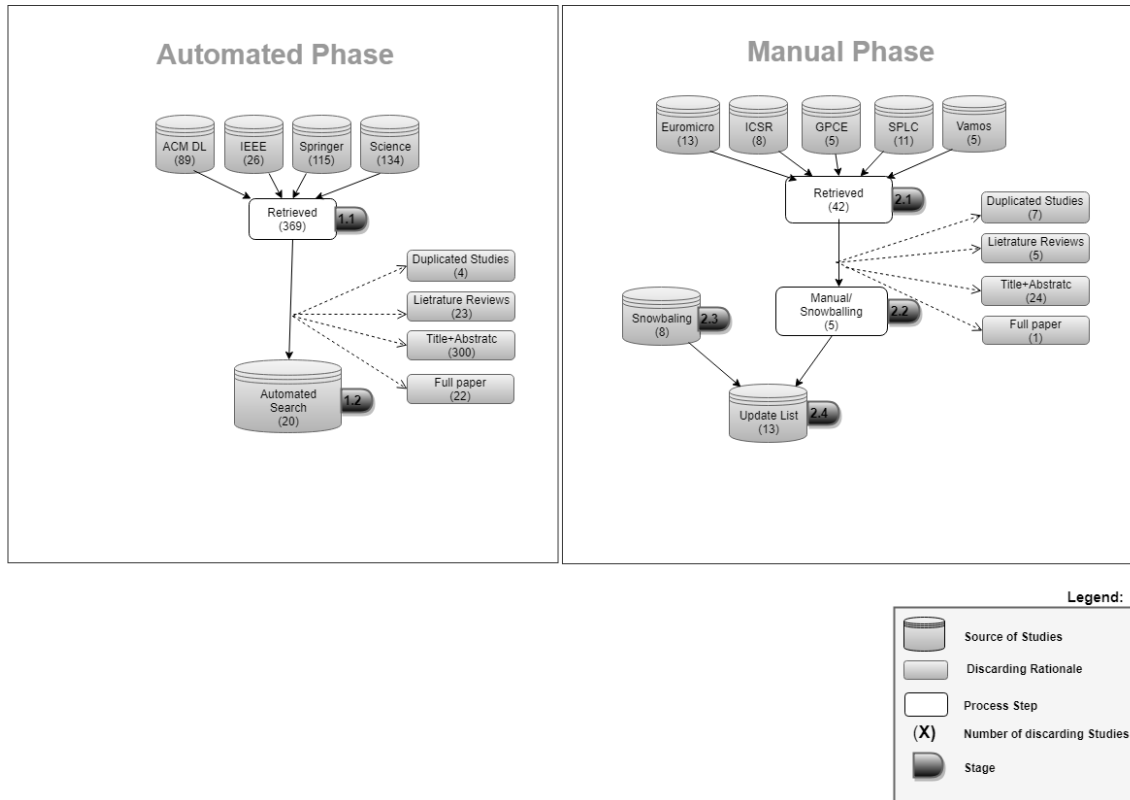 Automated Phase
ACM DL
(89)
IEEE
(26)
Springer
(115)
Science
(134)
Retrieved
(369)
1.1
Duplicated Studies
(4)
Lietrature Reviews
(23)
Title+Abstratc
(300)
Full paper
(22)
Automated
Search
(20)
1.2
Manual Phase
Euromicro
(13)
ICSR
(8)
GPCE
(5)
SPLC
(11)
Vamos
(5)
Retrieved
(42)
2.1
Duplicated Studies
(7)
Lietrature Reviews
(5)
Title+Abstratc
(24)
Full paper
(1)
Manual/
Snowballing
(5)
2.2
Snowbaling
(8)
2.3
Update List
(13)
2.4
Legend:
Source of Studies
Discarding Rationale
Process Step
(X) Number of discarding Studies
Stage